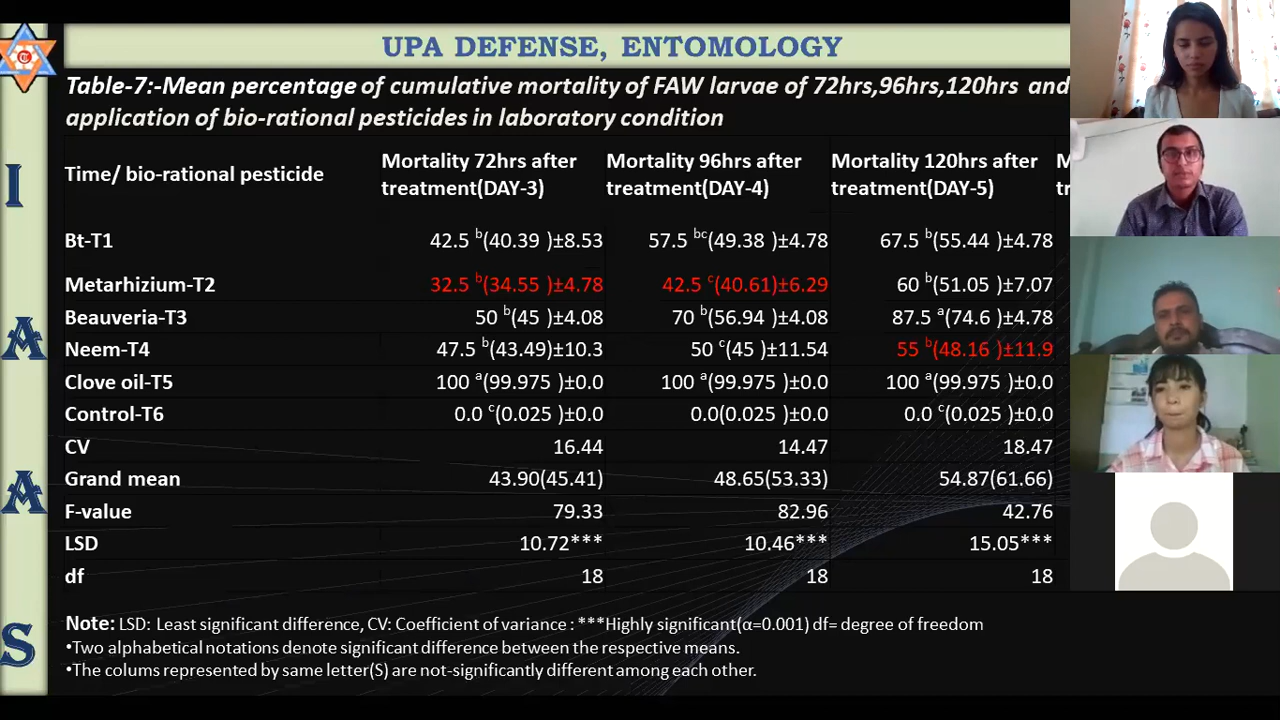 UPA DEFENSE, ENTOMOLOGY
Table-7:-Mean percentage of cumulative mortality of FAW larvae of 72hrs,96hrs,120hrs and
application of bio-rational pesticides in laboratory condition
Time/ bio-rational pesticide Mortality 72hrs after treatment(DAY-3) Mortality 96hrs after treatment(DAY-4) Mortality 120hrs after treatment(DAY-5)
Bt-T1 42.5 b(40.39 )±8.53 57.5 bc(49.38 )±4.78 67.5 b(55.44 )±4.78
Metarhizium-T2 32.5 b(34.55 )±4.78 42.5 c(40.61)±6.29 60 b(51.05 )±7.07
Beauveria-T3 50 b(45 )±4.08 70 b(56.94 )±4.08 87.5 a(74.6 )±4.78
Neem-T4 47.5 b(43.49)±10.3 50 c(45 )±11.54 55 b(48.16 )±11.9
Clove oil-T5 100 a(99.975 )±0.0 100 a(99.975 )±0.0 100 a(99.975 )±0.0
Control-T6 0.0 c(0.025 )±0.0 0.0(0.025 )±0.0 0.0 c(0.025 )±0.0
CV 16.44 14.47 18.47
Grand mean 43.90(45.41) 48.65(53.33) 54.87(61.66)
F-value 79.33 82.96 42.76
LSD 10.72*** 10.46*** 15.05***
df 18 18 18
Note: LSD: Least significant difference, CV: Coefficient of variance : ***Highly significant(α=0.001) df= degree of freedom
•Two alphabetical notations denote significant difference between the respective means.
•The colums represented by same letter(S) are not-significantly different among each other.
I
A
A
S